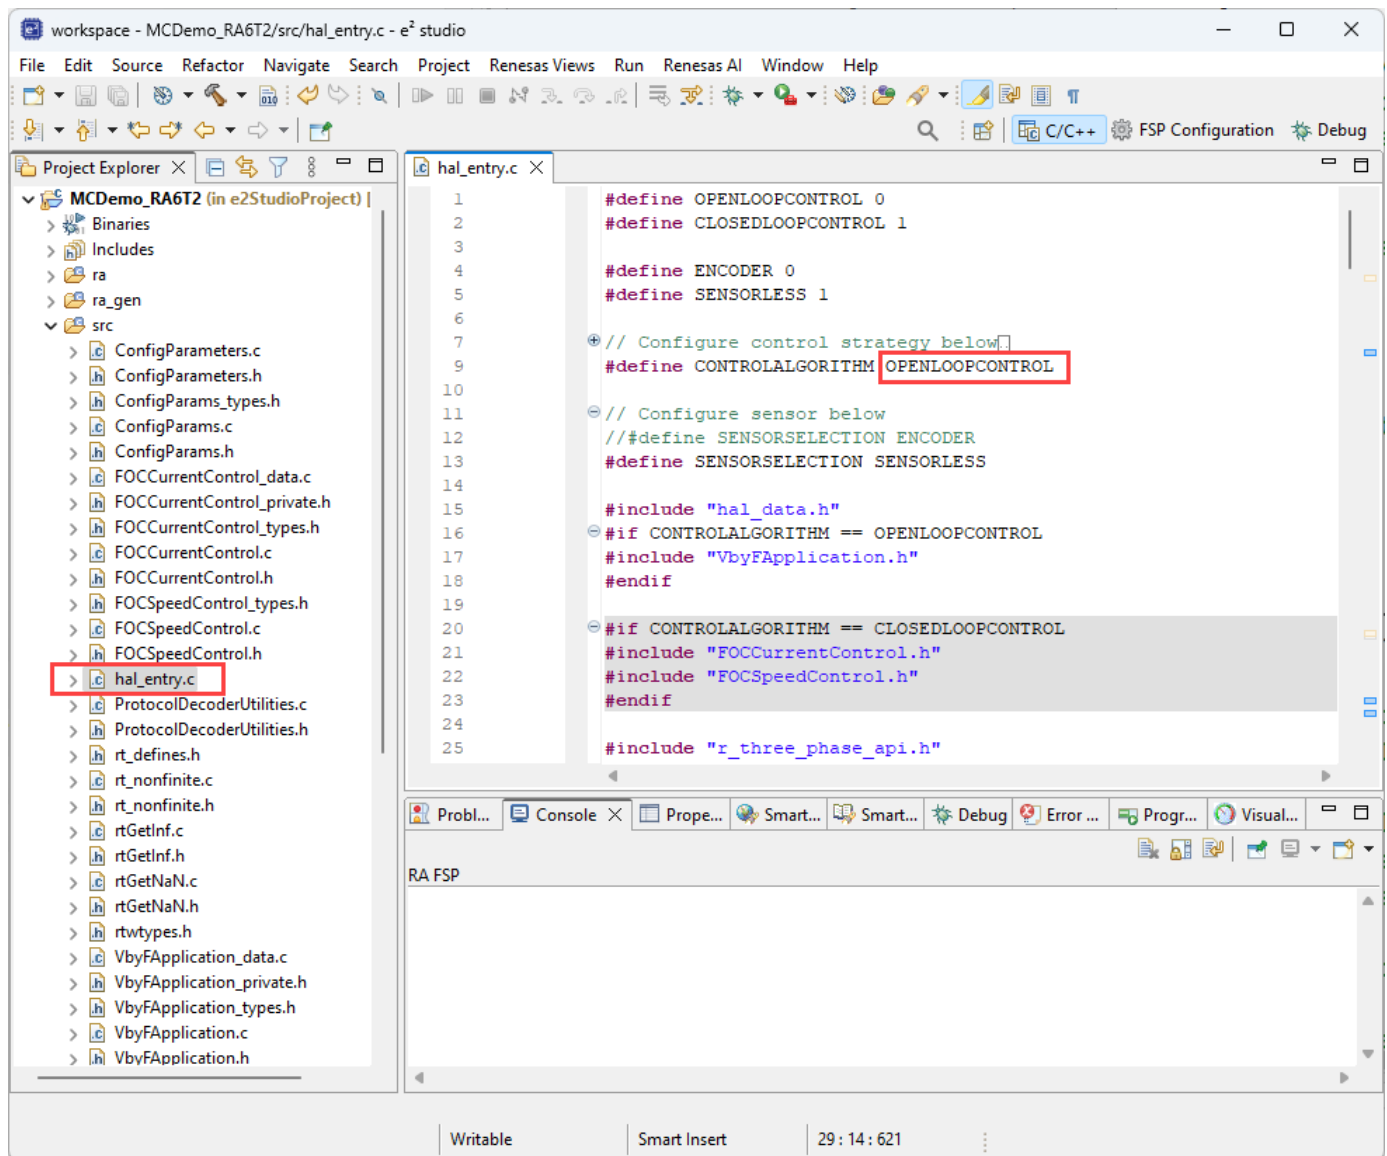 workspace - MCDemo_RA6T2/src/hal_entry.c - e² studio
File Edit Source Refactor Navigate Search Project Renesas Views Run Renesas AI Window Help
C/C++ FSP Configuration Debug
Project Explorer
MCDemo_RA6T2 (in e2StudioProject) [
Binaries
Includes
ra
ra_gen
src
ConfigParameters.c
ConfigParameters.h
ConfigParams_types.h
ConfigParams.c
ConfigParams.h
FOCCurrentControl_data.c
FOCCurrentControl_private.h
FOCCurrentControl_types.h
FOCCurrentControl.c
FOCCurrentControl.h
FOCSpeedControl_types.h
FOCSpeedControl.c
FOCSpeedControl.h
hal_entry.c
ProtocolDecoderUtilities.c
ProtocolDecoderUtilities.h
rt_defines.h
rt_nonfinite.c
rt_nonfinite.h
rtGetInf.c
rtGetInf.h
rtGetNaN.c
rtGetNaN.h
rtwtypes.h
VbyFApplication_data.c
VbyFApplication_private.h
VbyFApplication_types.h
VbyFApplication.c
VbyFApplication.h
hal_entry.c
1 #define OPENLOOPCONTROL 0
2 #define CLOSEDLOOPCONTROL 1
3
4 #define ENCODER 0
5 #define SENSORLESS 1
6
7 // Configure control strategy below
9 #define CONTROLALGORITHM OPENLOOPCONTROL
10
11 // Configure sensor below
12 //#define SENSORSELECTION ENCODER
13 #define SENSORSELECTION SENSORLESS
14
15 #include "hal_data.h"
16 #if CONTROLALGORITHM == OPENLOOPCONTROL
17 #include "VbyFApplication.h"
18 #endif
19
20 #if CONTROLALGORITHM == CLOSEDLOOPCONTROL
21 #include "FOCCurrentControl.h"
22 #include "FOCSpeedControl.h"
23 #endif
24
25 #include "r_three_phase_api.h"
Probl... Console Prope... Smart... Smart... Debug Error ... Progr... Visual...
RA FSP
Writable Smart Insert 29 : 14 : 621